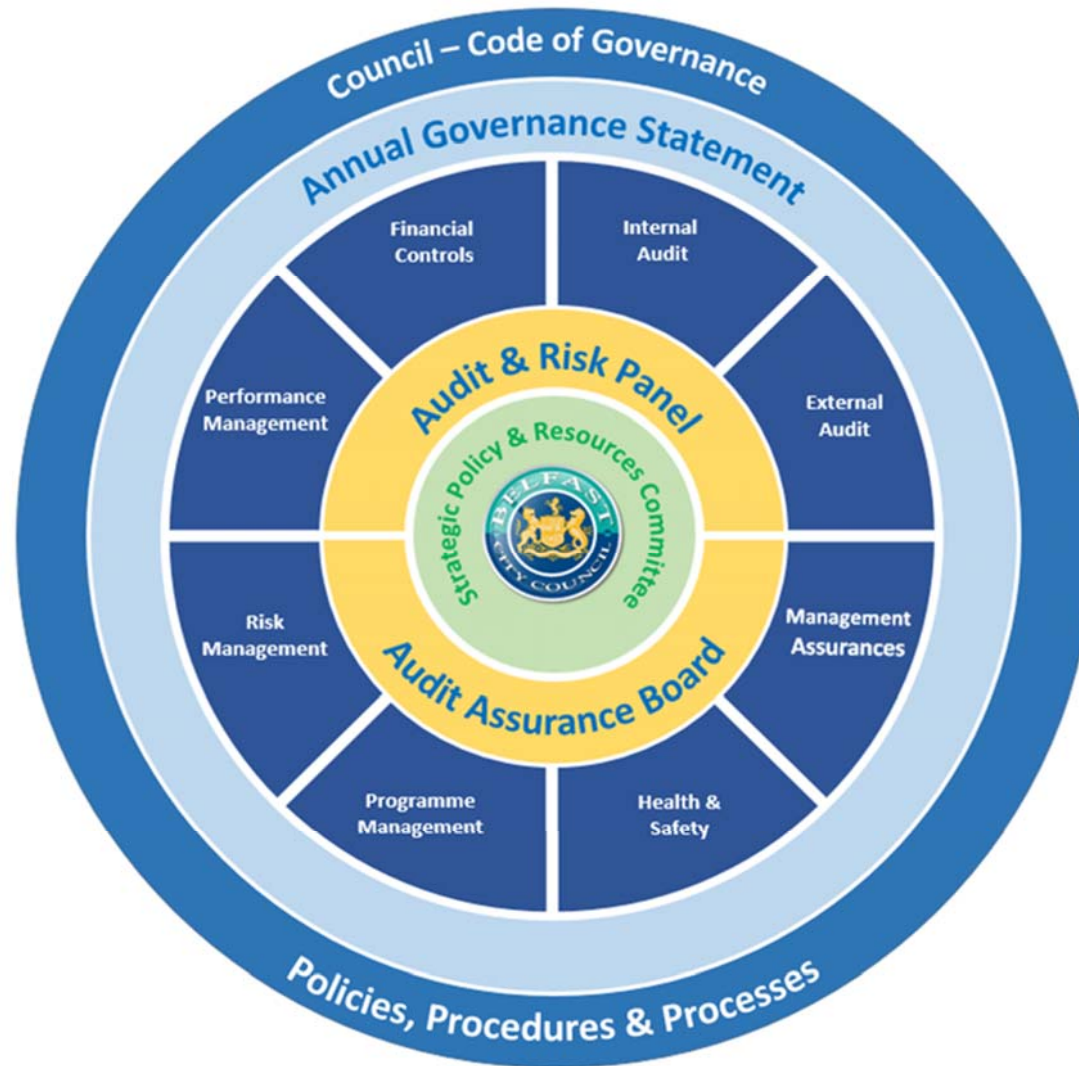 Council – Code of Governance
Annual Governance Statement
Financial
Controls
Internal
Audit
Performance
Management
External
Audit
Audit & Risk Panel
Strategic Policy & Resources Committee
BELFAST
CITY COUNCIL
Risk
Management
Management
Assurances
Audit Assurance Board
Programme
Management
Health &
Safety
Policies, Procedures & Processes